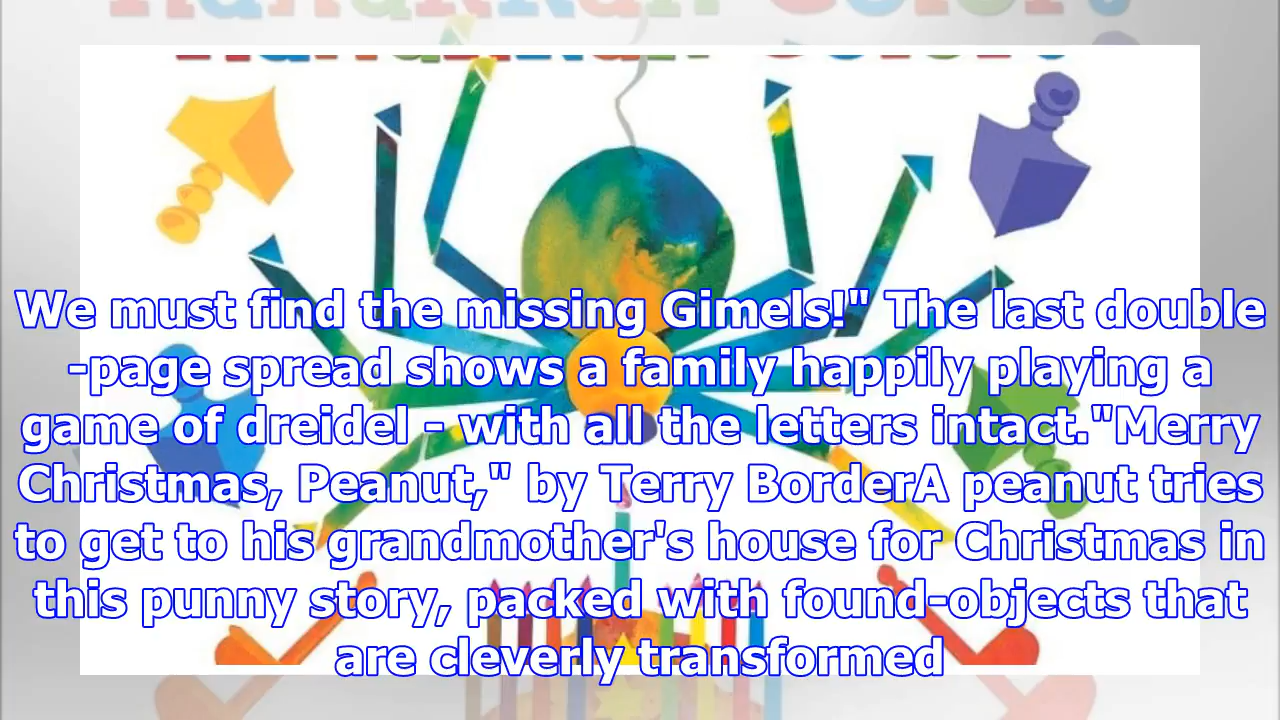 We must find the missing Gimels!" The last double
-page spread shows a family happily playing a
game of dreidel - with all the letters intact."Merry
Christmas, Peanut," by Terry BorderA peanut tries
to get to his grandmother's house for Christmas in
this punny story, packed with found-objects that
are cleverly transformed